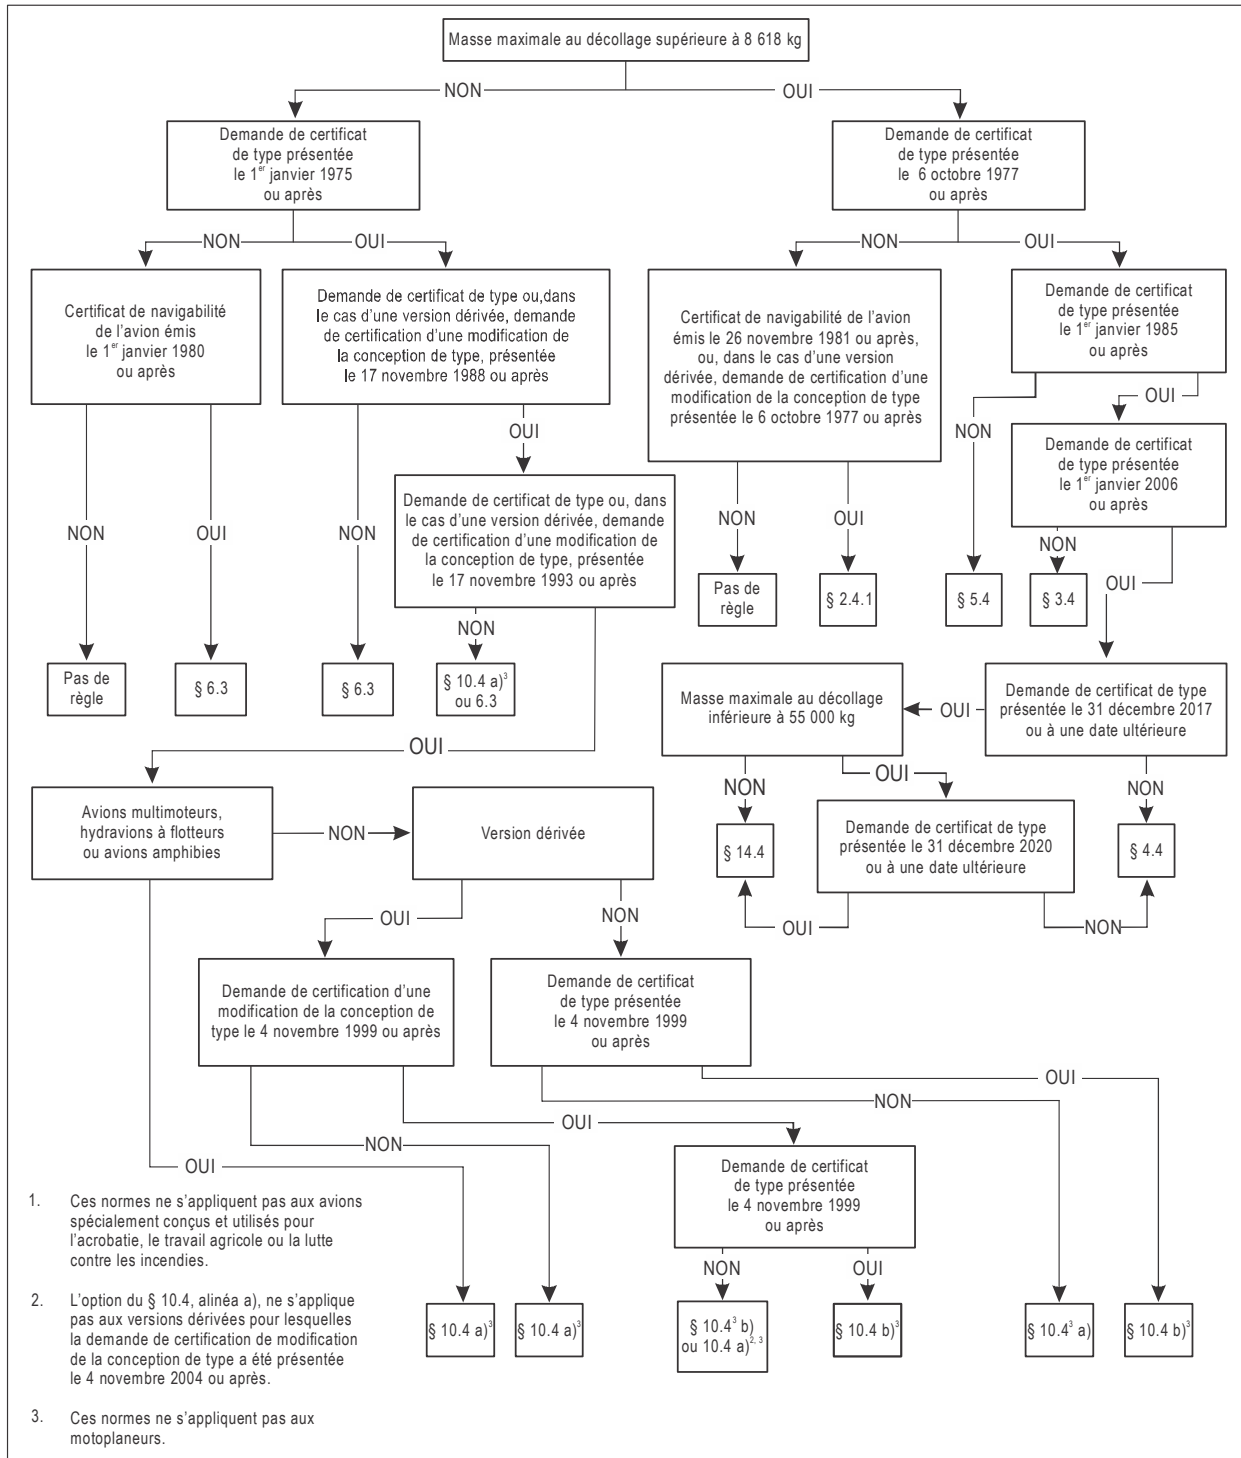 Masse maximale au décollage supérieure à 8 618 kg
NON
OUI
Demande de certificat
de type présentée
le 1er janvier 1975
ou après
Demande de certificat
de type présentée
le 6 octobre 1977
ou après
NON
OUI
NON
OUI
Certificat de navigabilité
de l'avion émis
le 1er janvier 1980
ou après
Demande de certificat de type ou,dans
le cas d'une version dérivée, demande
de certification d'une modification de
la conception de type, présentée
le 17 novembre 1988 ou après
Certificat de navigabilité de l'avion
émis le 26 novembre 1981 ou après,
ou, dans le cas d'une version
dérivée, demande de certification d'une
modification de la conception de type
présentée le 6 octobre 1977 ou après
Demande de certificat
de type présentée
le 1er janvier 1985
ou après
OUI
OUI
NON
Demande de certificat
de type présentée
le 1er janvier 2006
ou après
Demande de certificat de type ou, dans
le cas d'une version dérivée, demande
de certification d'une modification de
la conception de type, présentée
le 17 novembre 1993 ou après
NON
OUI
NON
NON
OUI
NON
OUI
Pas de
règle
§ 2.4.1
§ 5.4
§ 3.4
NON
Pas de
règle
§ 6.3
§ 6.3
§ 10.4 a)3
ou 6.3
Masse maximale au décollage
inférieure à 55 000 kg
OUI
Demande de certificat de type
présentée le 31 décembre 2017
ou à une date ultérieure
OUI
NON
OUI
NON
Avions multimoteurs,
hydravions à flotteurs
ou avions amphibies
NON
Version dérivée
§ 14.4
Demande de certificat de type
présentée le 31 décembre 2020
ou à une date ultérieure
§ 4.4
OUI
NON
OUI
NON
Demande de certification d'une
modification de la conception de
type le 4 novembre 1999 ou après
Demande de certificat
de type présentée
le 4 novembre 1999
ou après
OUI
NON
OUI
NON
OUI
Demande de certificat
de type présentée
le 4 novembre 1999
ou après
NON
OUI
§ 10.4 a)3
§ 10.4 a)3
§ 10.43 b)
ou 10.4 a)2, 3
§ 10.4 b)3
§ 10.43 a)
§ 10.4 b)3
1. Ces normes ne s'appliquent pas aux avions
spécialement conçus et utilisés pour
l'acrobatie, le travail agricole ou la lutte
contre les incendies.
2. L'option du § 10.4, alinéa a), ne s'applique
pas aux versions dérivées pour lesquelles
la demande de certification de modification
de la conception de type a été présentée
le 4 novembre 2004 ou après.
3. Ces normes ne s'appliquent pas aux
motoplaneurs.